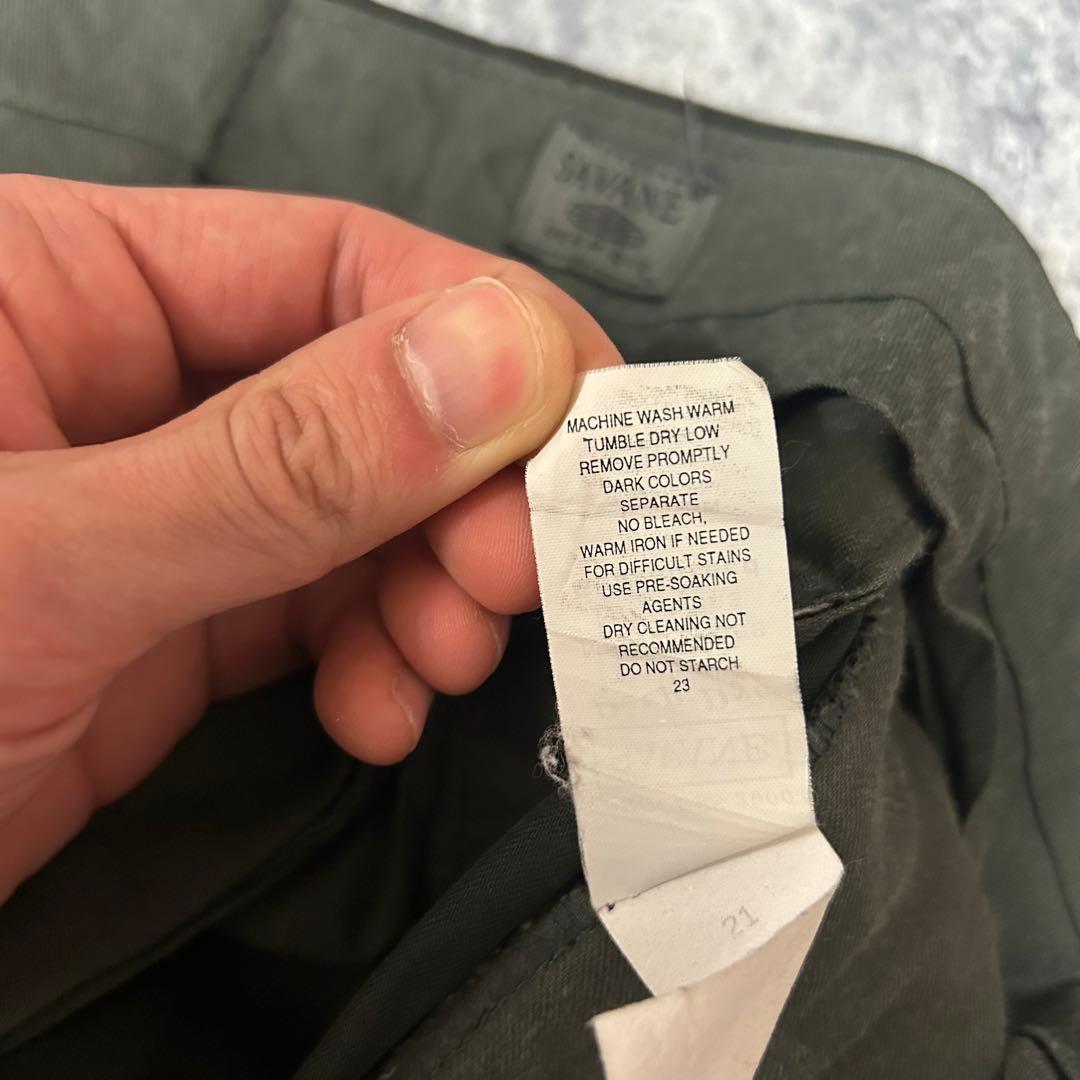 SAVANE
MACHINE WASH WARM
TUMBLE DRY LOW
REMOVE PROMPTLY
DARK COLORS
SEPARATE
NO BLEACH,
WARM IRON IF NEEDED
FOR DIFFICULT STAINS
USE PRE-SOAKING
AGENTS
DRY CLEANING NOT
RECOMMENDED
DO NOT STARCH
23
21